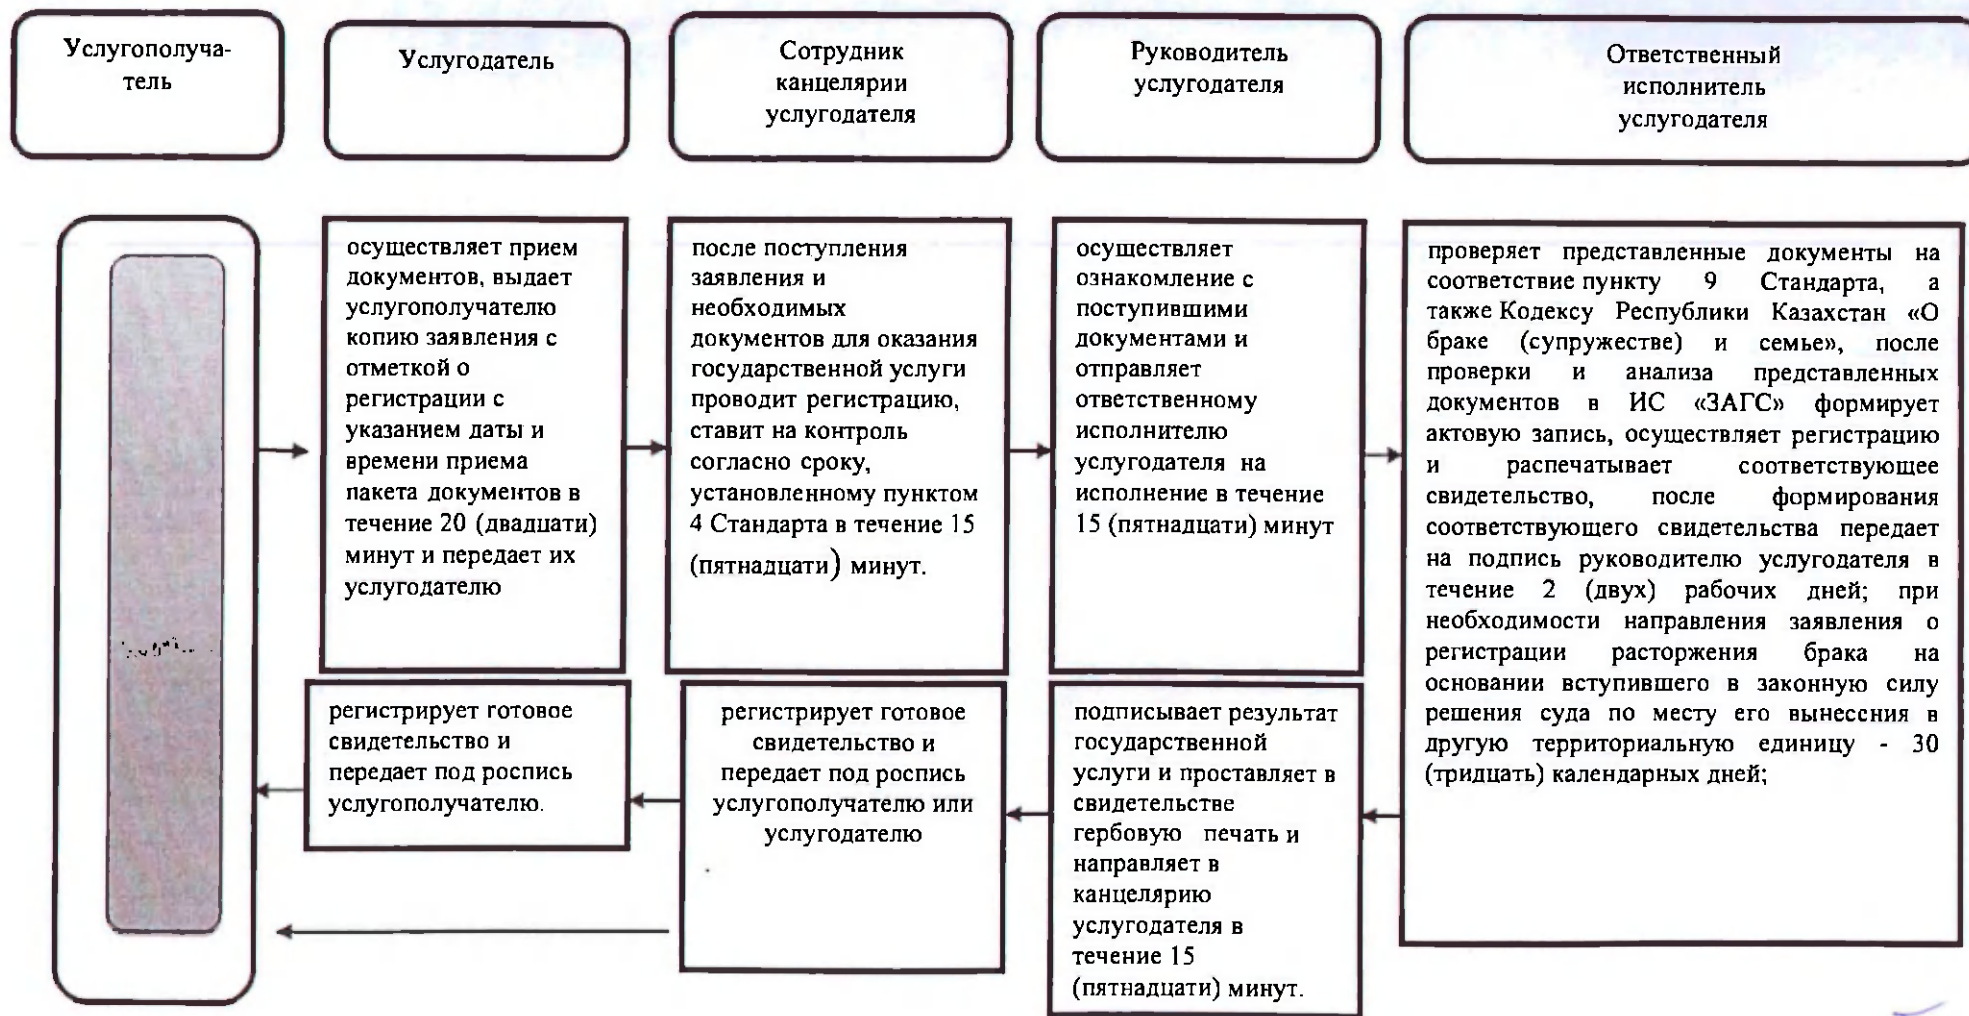 Услугополуча-
тель
Услугодатель
Сотрудник
канцелярии
услугодателя
Руководитель
услугодателя
Ответственный
исполнитель
услугодателя
осуществляет прием
документов, выдает
услугополучателю
копию заявления с
отметкой о
регистрации с
указанием даты и
времени приема
пакета документов в
течение 20 (двадцати)
минут и передает их
услугодателю
после поступления
заявления и
необходимых
документов для оказания
государственной услуги
проводит регистрацию,
ставит на контроль
согласно сроку,
установленному пунктом
4 Стандарта в течение 15
(пятнадцати) минут.
осуществляет
ознакомление с
поступившими
документами и
отправляет
ответственному
исполнителю
услугодателя на
исполнение в течение
15 (пятнадцати) минут
проверяет представленные документы на
соответствие пункту 9 Стандарта, а
также Кодексу Республики Казахстан «О
браке (супружестве) и семье», после
проверки и анализа представленных
документов в ИС «ЗАГС» формирует
актовую запись, осуществляет регистрацию
и распечатывает соответствующее
свидетельство, после формирования
соответствующего свидетельства передает
на подпись руководителю услугодателя в
течение 2 (двух) рабочих дней; при
необходимости направления заявления о
регистрации расторжения брака на
основании вступившего в законную силу
решения суда по месту его вынесения в
другую территориальную единицу - 30
(тридцать) календарных дней;
регистрирует готовое
свидетельство и
передает под роспись
услугополучателю.
регистрирует готовое
свидетельство и
передает под роспись
услугополучателю или
услугодателю
подписывает результат
государственной
услуги и проставляет в
свидетельстве
гербовую печать и
направляет в
канцелярию
услугодателя в
течение 15
(пятнадцати) минут.